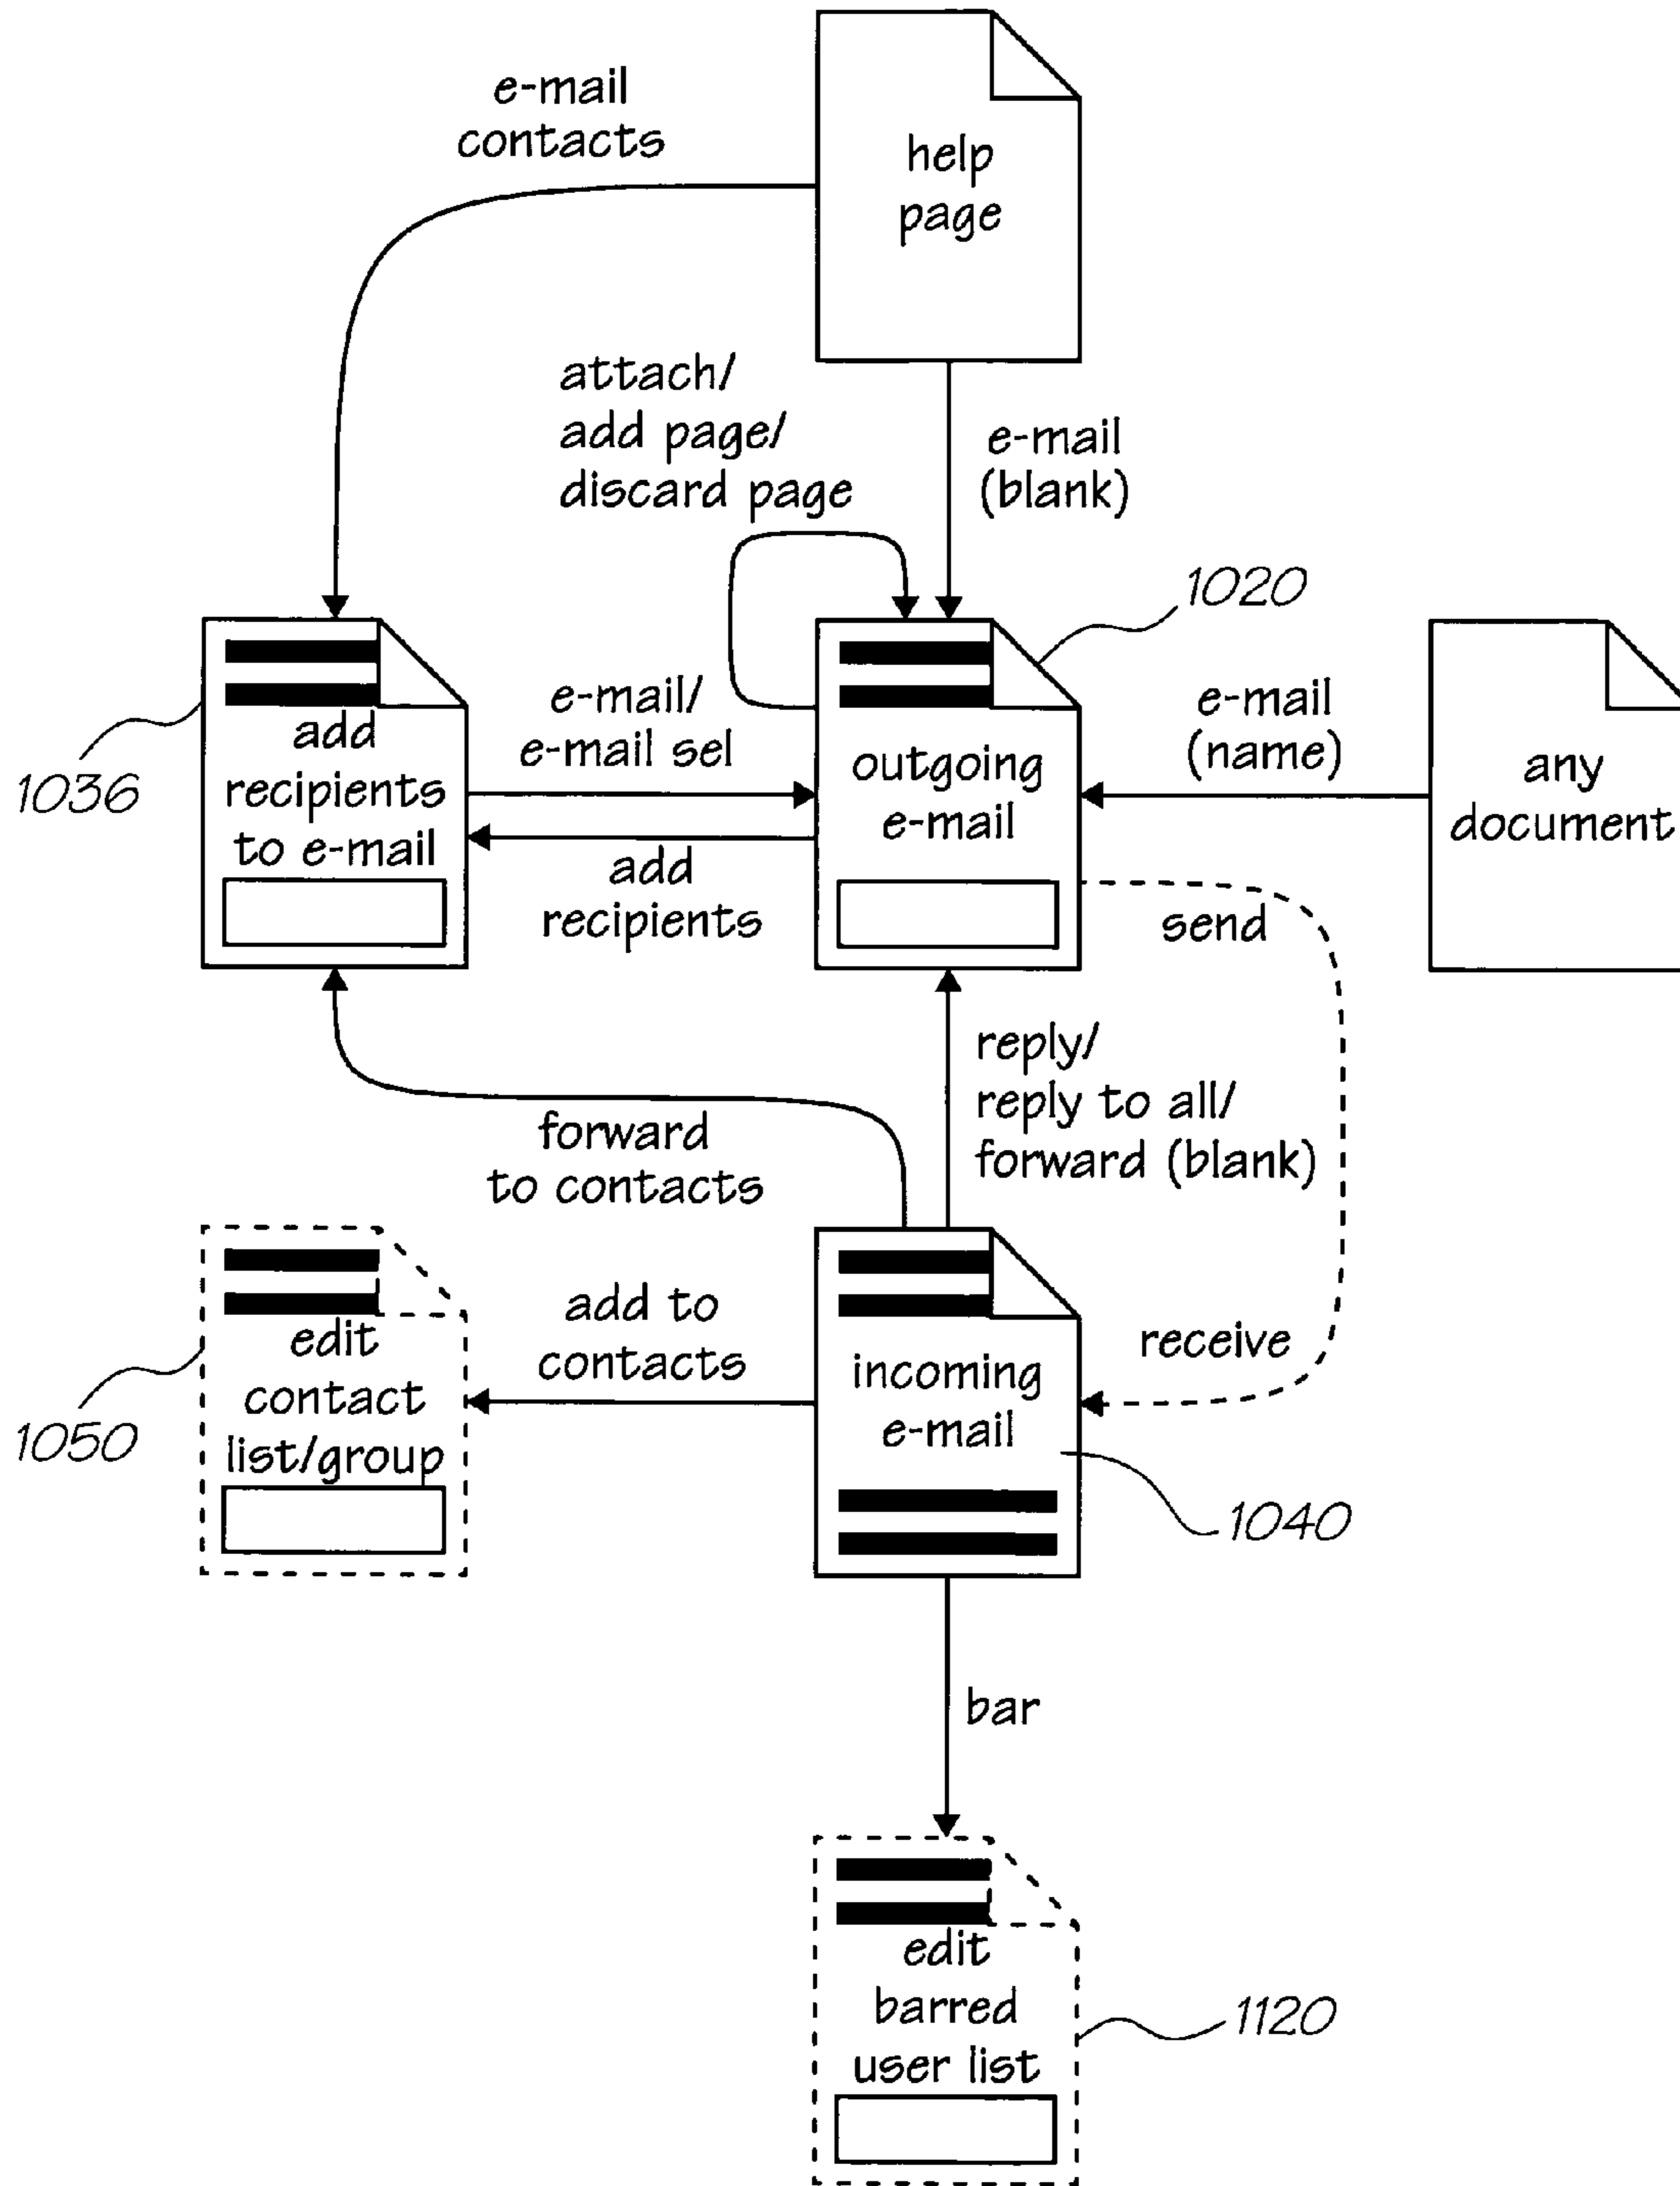 e-mail
contacts
help
page
attach/
add page/
discard page
e-mail
(blank)
1020
add
recipients
to e-mail
1036
e-mail/
e-mail sel
add
recipients
outgoing
e-mail
e-mail
(name)
any
document
send
reply/
reply to all/
forward (blank)
forward
to contacts
edit
contact
list/group
1050
add to
contacts
incoming
e-mail
receive
1040
bar
edit
barred
user list
1120